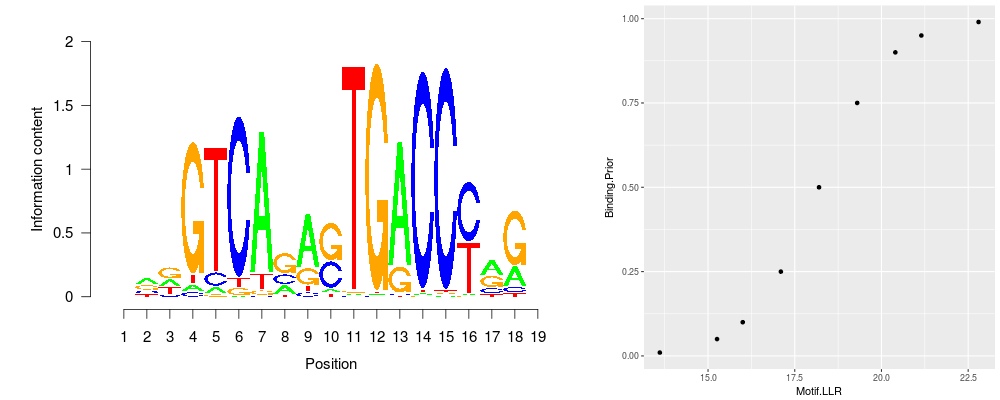 2
1.5
1
0.5
0
Information content
1 2 3 4 5 6 7 8 9 10 11 12 13 14 15 16 17 18 19
Position
G T C A G A G T G A C C C T A G
1.00
0.75
0.50
0.25
0.00
Binding.Prior
15.0 17.5 20.0 22.5
Motif.LLR